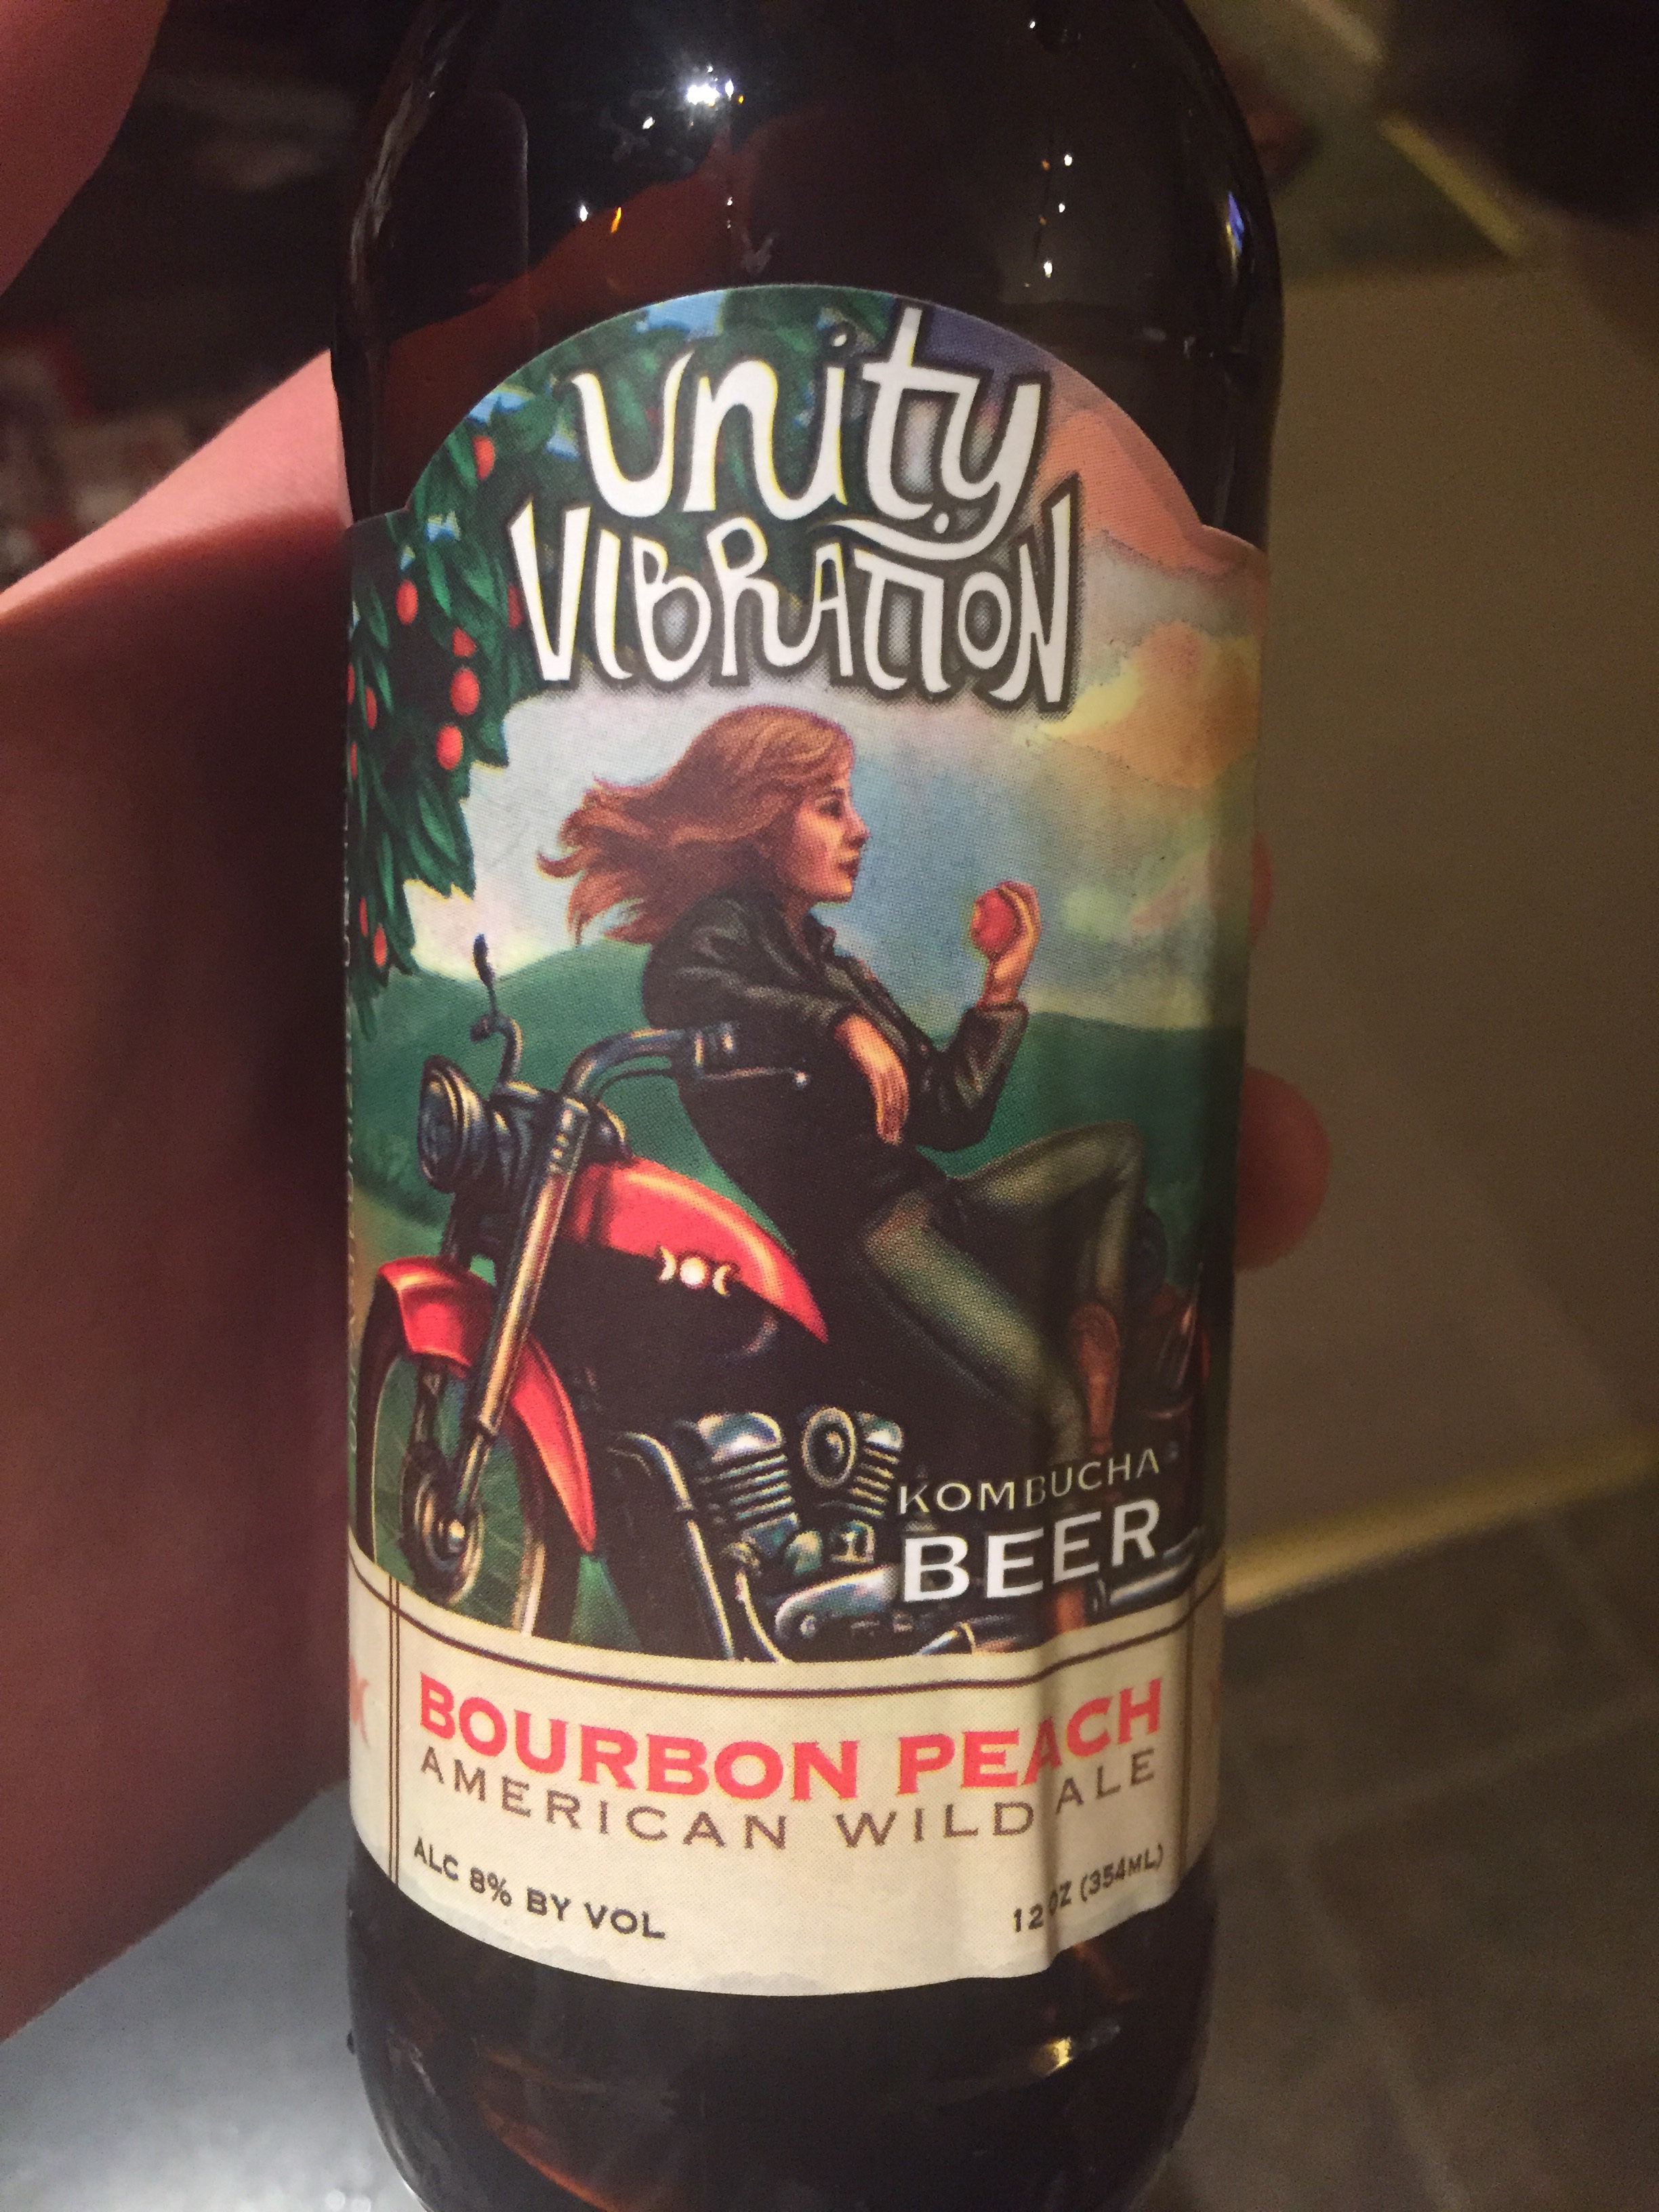 unity
VIBRATION
KOMBUCHA
BEER
BOURBON PEACH
AMERICAN WILD ALE
ALC 8% BY VOL
12 OZ (354ML)